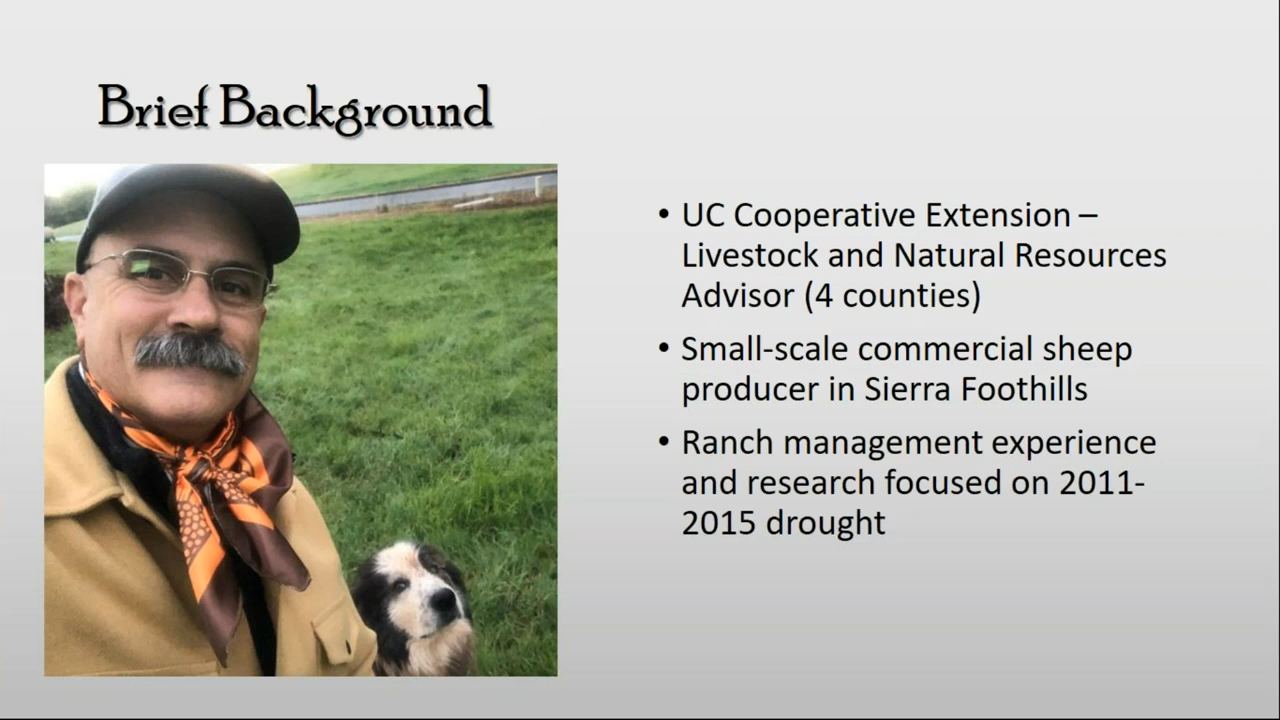 Brief Background
• UC Cooperative Extension –
Livestock and Natural Resources
Advisor (4 counties)
• Small-scale commercial sheep
producer in Sierra Foothills
• Ranch management experience
and research focused on 2011-
2015 drought